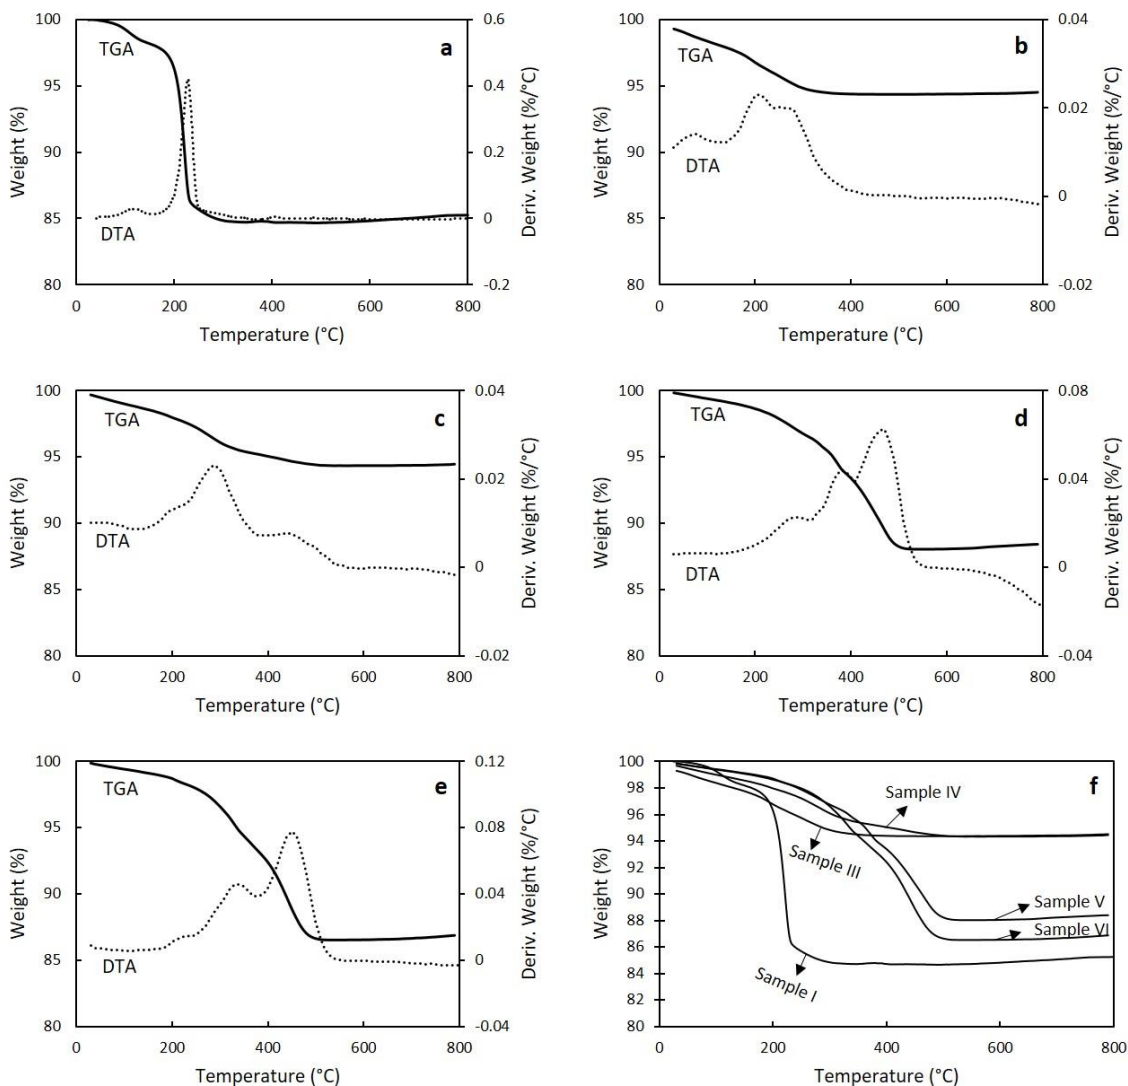 a
TGA
DTA
100
95
90
85
80
0.6
0.4
0.2
0
-0.2
0 200 400 600 800
Weight (%)
Deriv. Weight (%/°C)
Temperature (°C)
b
TGA
DTA
100
95
90
85
80
0.04
0.02
0
-0.02
0 200 400 600 800
Weight (%)
Deriv. Weight (%/°C)
Temperature (°C)
c
TGA
DTA
100
95
90
85
80
0.04
0.02
0
-0.02
0 200 400 600 800
Weight (%)
Deriv. Weight (%/°C)
Temperature (°C)
d
TGA
DTA
100
95
90
85
80
0.08
0.04
0
-0.04
0 200 400 600 800
Weight (%)
Deriv. Weight (%/°C)
Temperature (°C)
e
TGA
DTA
100
95
90
85
80
0.12
0.08
0.04
0
-0.04
0 200 400 600 800
Weight (%)
Deriv. Weight (%/°C)
Temperature (°C)
f
Sample IV
Sample III
Sample V
Sample VI
Sample I
100
98
96
94
92
90
88
86
84
82
80
0 200 400 600 800
Weight (%)
Temperature (°C)